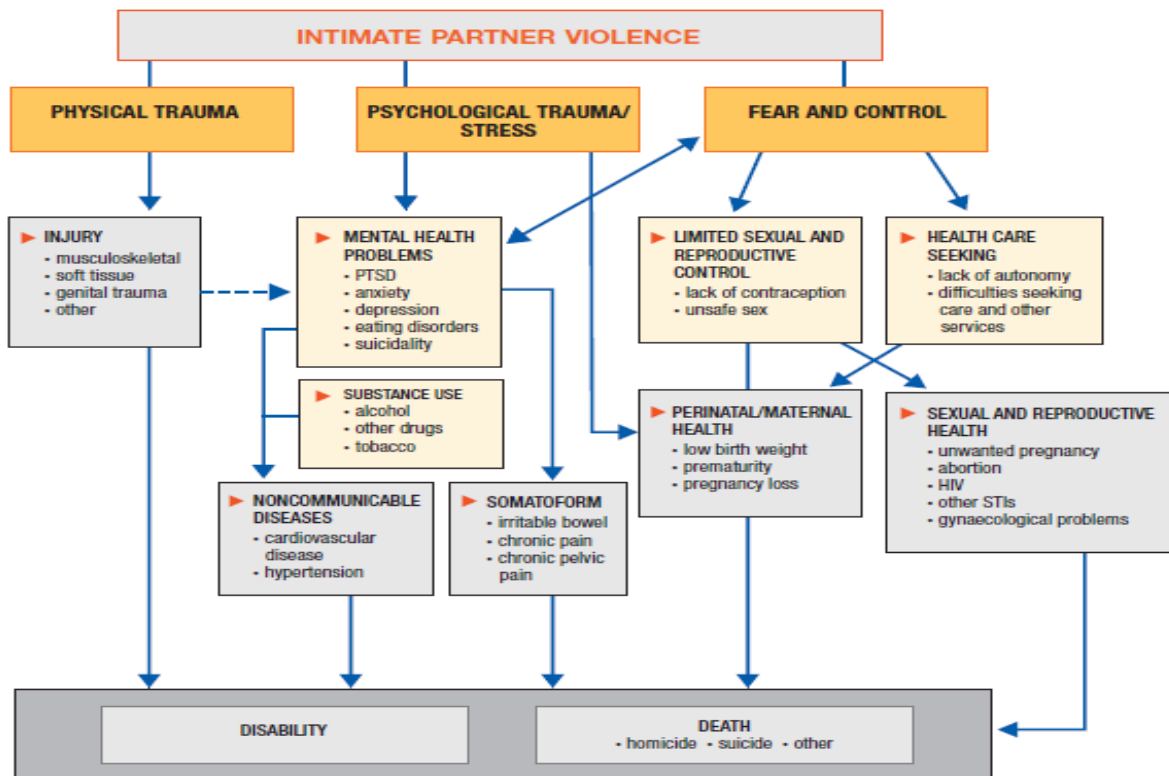 INTIMATE PARTNER VIOLENCE
PHYSICAL TRAUMA
PSYCHOLOGICAL TRAUMA/
STRESS
FEAR AND CONTROL
INJURY
- musculoskeletal
- soft tissue
- genital trauma
- other
MENTAL HEALTH
PROBLEMS
- PTSD
- anxiety
- depression
- eating disorders
- suicidality
LIMITED SEXUAL AND
REPRODUCTIVE
CONTROL
- lack of contraception
- unsafe sex
HEALTH CARE
SEEKING
- lack of autonomy
- difficulties seeking
care and other
services
SUBSTANCE USE
- alcohol
- other drugs
- tobacco
PERINATAL/MATERNAL
HEALTH
- low birth weight
- prematurity
- pregnancy loss
SEXUAL AND REPRODUCTIVE
HEALTH
- unwanted pregnancy
- abortion
- HIV
- other STIs
- gynaecological problems
NONCOMMUNICABLE
DISEASES
- cardiovascular
disease
- hypertension
SOMATOFORM
- irritable bowel
- chronic pain
- chronic pelvic
pain
DISABILITY
DEATH
- homicide - suicide - other